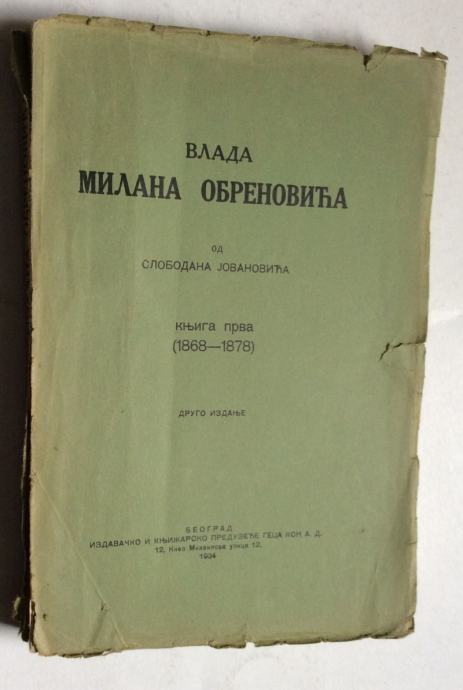 ВЛАДА
МИЛАНА ОБРЕНОВИЋА
ОД
СЛОБОДАНА ЈОВАНОВИЋА
КЊИГА ПРВА
(1868—1878)
ДРУГО ИЗДАЊЕ
БЕОГРАД
ИЗДАВАЧКО И КЊИЖАРСКО ПРЕДУЗЕЋЕ ГЕЦА КОН А. Д.
12, Кнез Михаилова улица 12.
1934